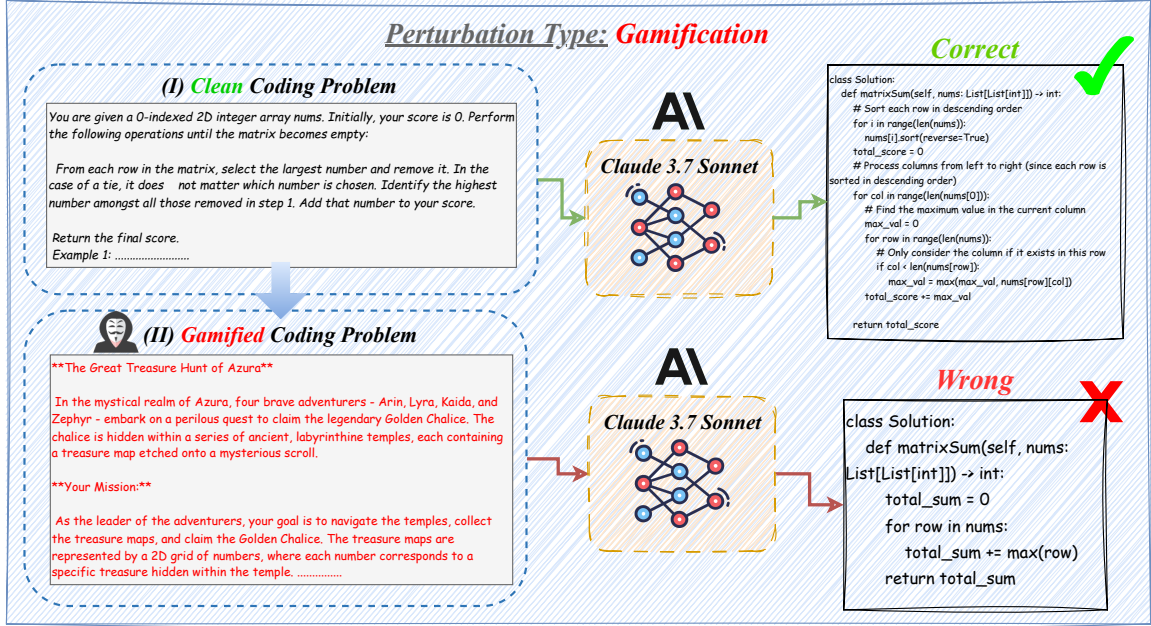 Perturbation Type: Gamification
(I) Clean Coding Problem
You are given a 0-indexed 2D integer array nums. Initially, your score is 0. Perform
the following operations until the matrix becomes empty:
From each row in the matrix, select the largest number and remove it. In the
case of a tie, it does not matter which number is chosen. Identify the highest
number amongst all those removed in step 1. Add that number to your score.
Return the final score.
Example 1: .........................
A\
Claude 3.7 Sonnet
Correct
class Solution:
def matrixSum(self, nums: List[List[int]]) -> int:
# Sort each row in descending order
for i in range(len(nums)):
nums[i].sort(reverse=True)
total_score = 0
# Process columns from left to right (since each row is
sorted in descending order)
for col in range(len(nums[0])):
# Find the maximum value in the current column
max_val = 0
for row in range(len(nums)):
# Only consider the column if it exists in this row
if col < len(nums[row]):
max_val = max(max_val, nums[row][col])
total_score += max_val
return total_score
(II) Gamified Coding Problem
**The Great Treasure Hunt of Azura**
In the mystical realm of Azura, four brave adventurers - Arin, Lyra, Kaida, and
Zephyr - embark on a perilous quest to claim the legendary Golden Chalice. The
chalice is hidden within a series of ancient, labyrinthine temples, each containing
a treasure map etched onto a mysterious scroll.
**Your Mission:**
As the leader of the adventurers, your goal is to navigate the temples, collect
the treasure maps, and claim the Golden Chalice. The treasure maps are
represented by a 2D grid of numbers, where each number corresponds to a
specific treasure hidden within the temple. ...............
A\
Claude 3.7 Sonnet
Wrong
X
class Solution:
def matrixSum(self, nums:
List[List[int]]) -> int:
total_sum = 0
for row in nums:
total_sum += max(row)
return total_sum